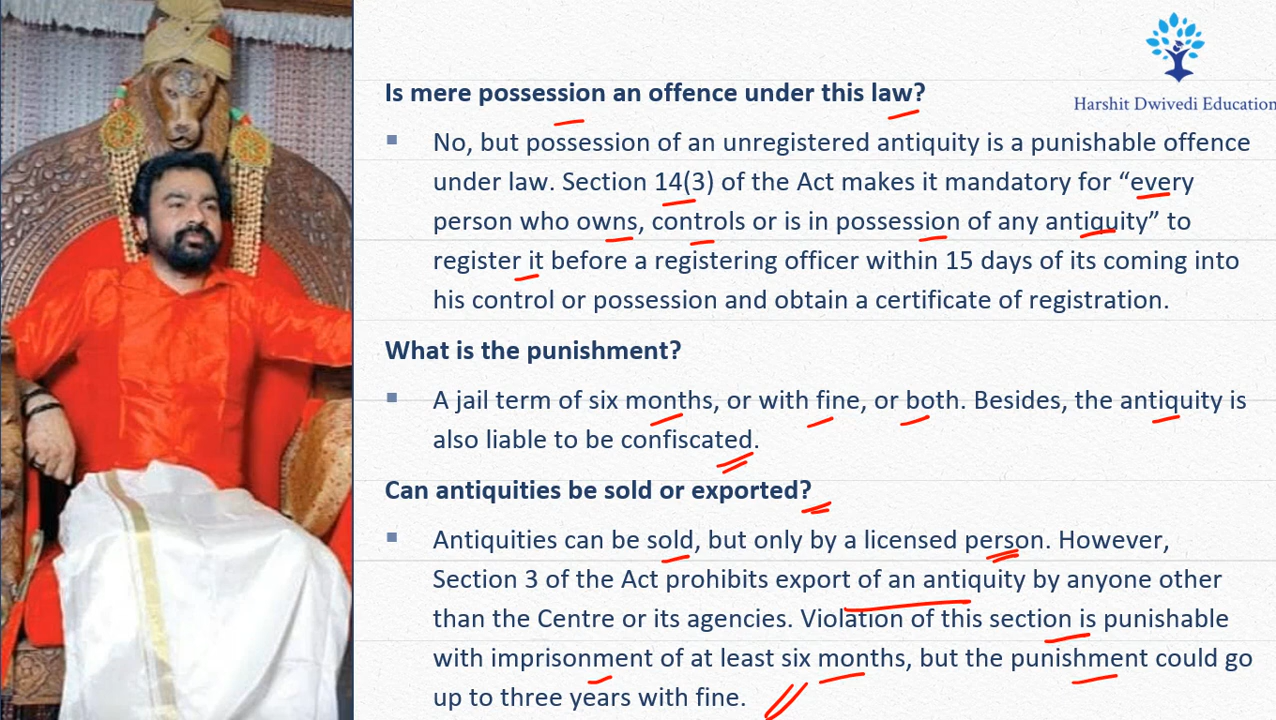 Harshit Dwivedi Education
Is mere possession an offence under this law?
No, but possession of an unregistered antiquity is a punishable offence
under law. Section 14(3) of the Act makes it mandatory for “every
person who owns, controls or is in possession of any antiquity” to
register it before a registering officer within 15 days of its coming into
his control or possession and obtain a certificate of registration.
What is the punishment?
A jail term of six months, or with fine, or both. Besides, the antiquity is
also liable to be confiscated.
Can antiquities be sold or exported?
Antiquities can be sold, but only by a licensed person. However,
Section 3 of the Act prohibits export of an antiquity by anyone other
than the Centre or its agencies. Violation of this section is punishable
with imprisonment of at least six months, but the punishment could go
up to three years with fine.